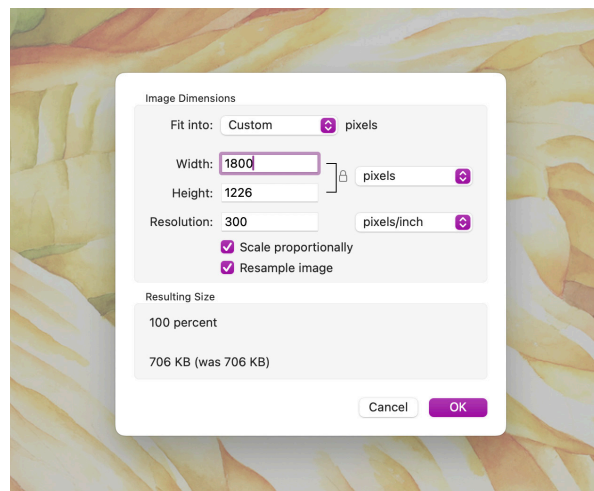 Image Dimensions
Fit into: Custom pixels
Width: 1800
pixels
Height: 1226
Resolution: 300 pixels/inch
Scale proportionally
Resample image
Resulting Size
100 percent
706 KB (was 706 KB)
Cancel OK